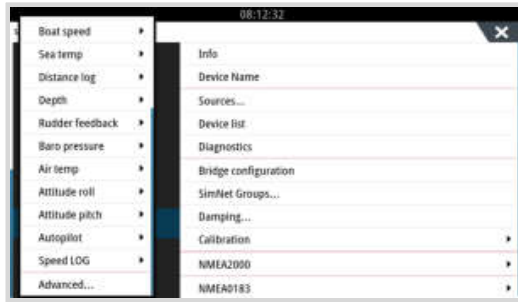 08:12:32
Boat speed
Sea temp
Distance log
Depth
Rudder feedback
Baro pressure
Air temp
Attitude roll
Attitude pitch
Autopilot
Speed LOG
Advanced...
Info
Device Name
Sources...
Device list
Diagnostics
Bridge configuration
SimNet Groups...
Damping...
Calibration
NMEA2000
NMEA0183